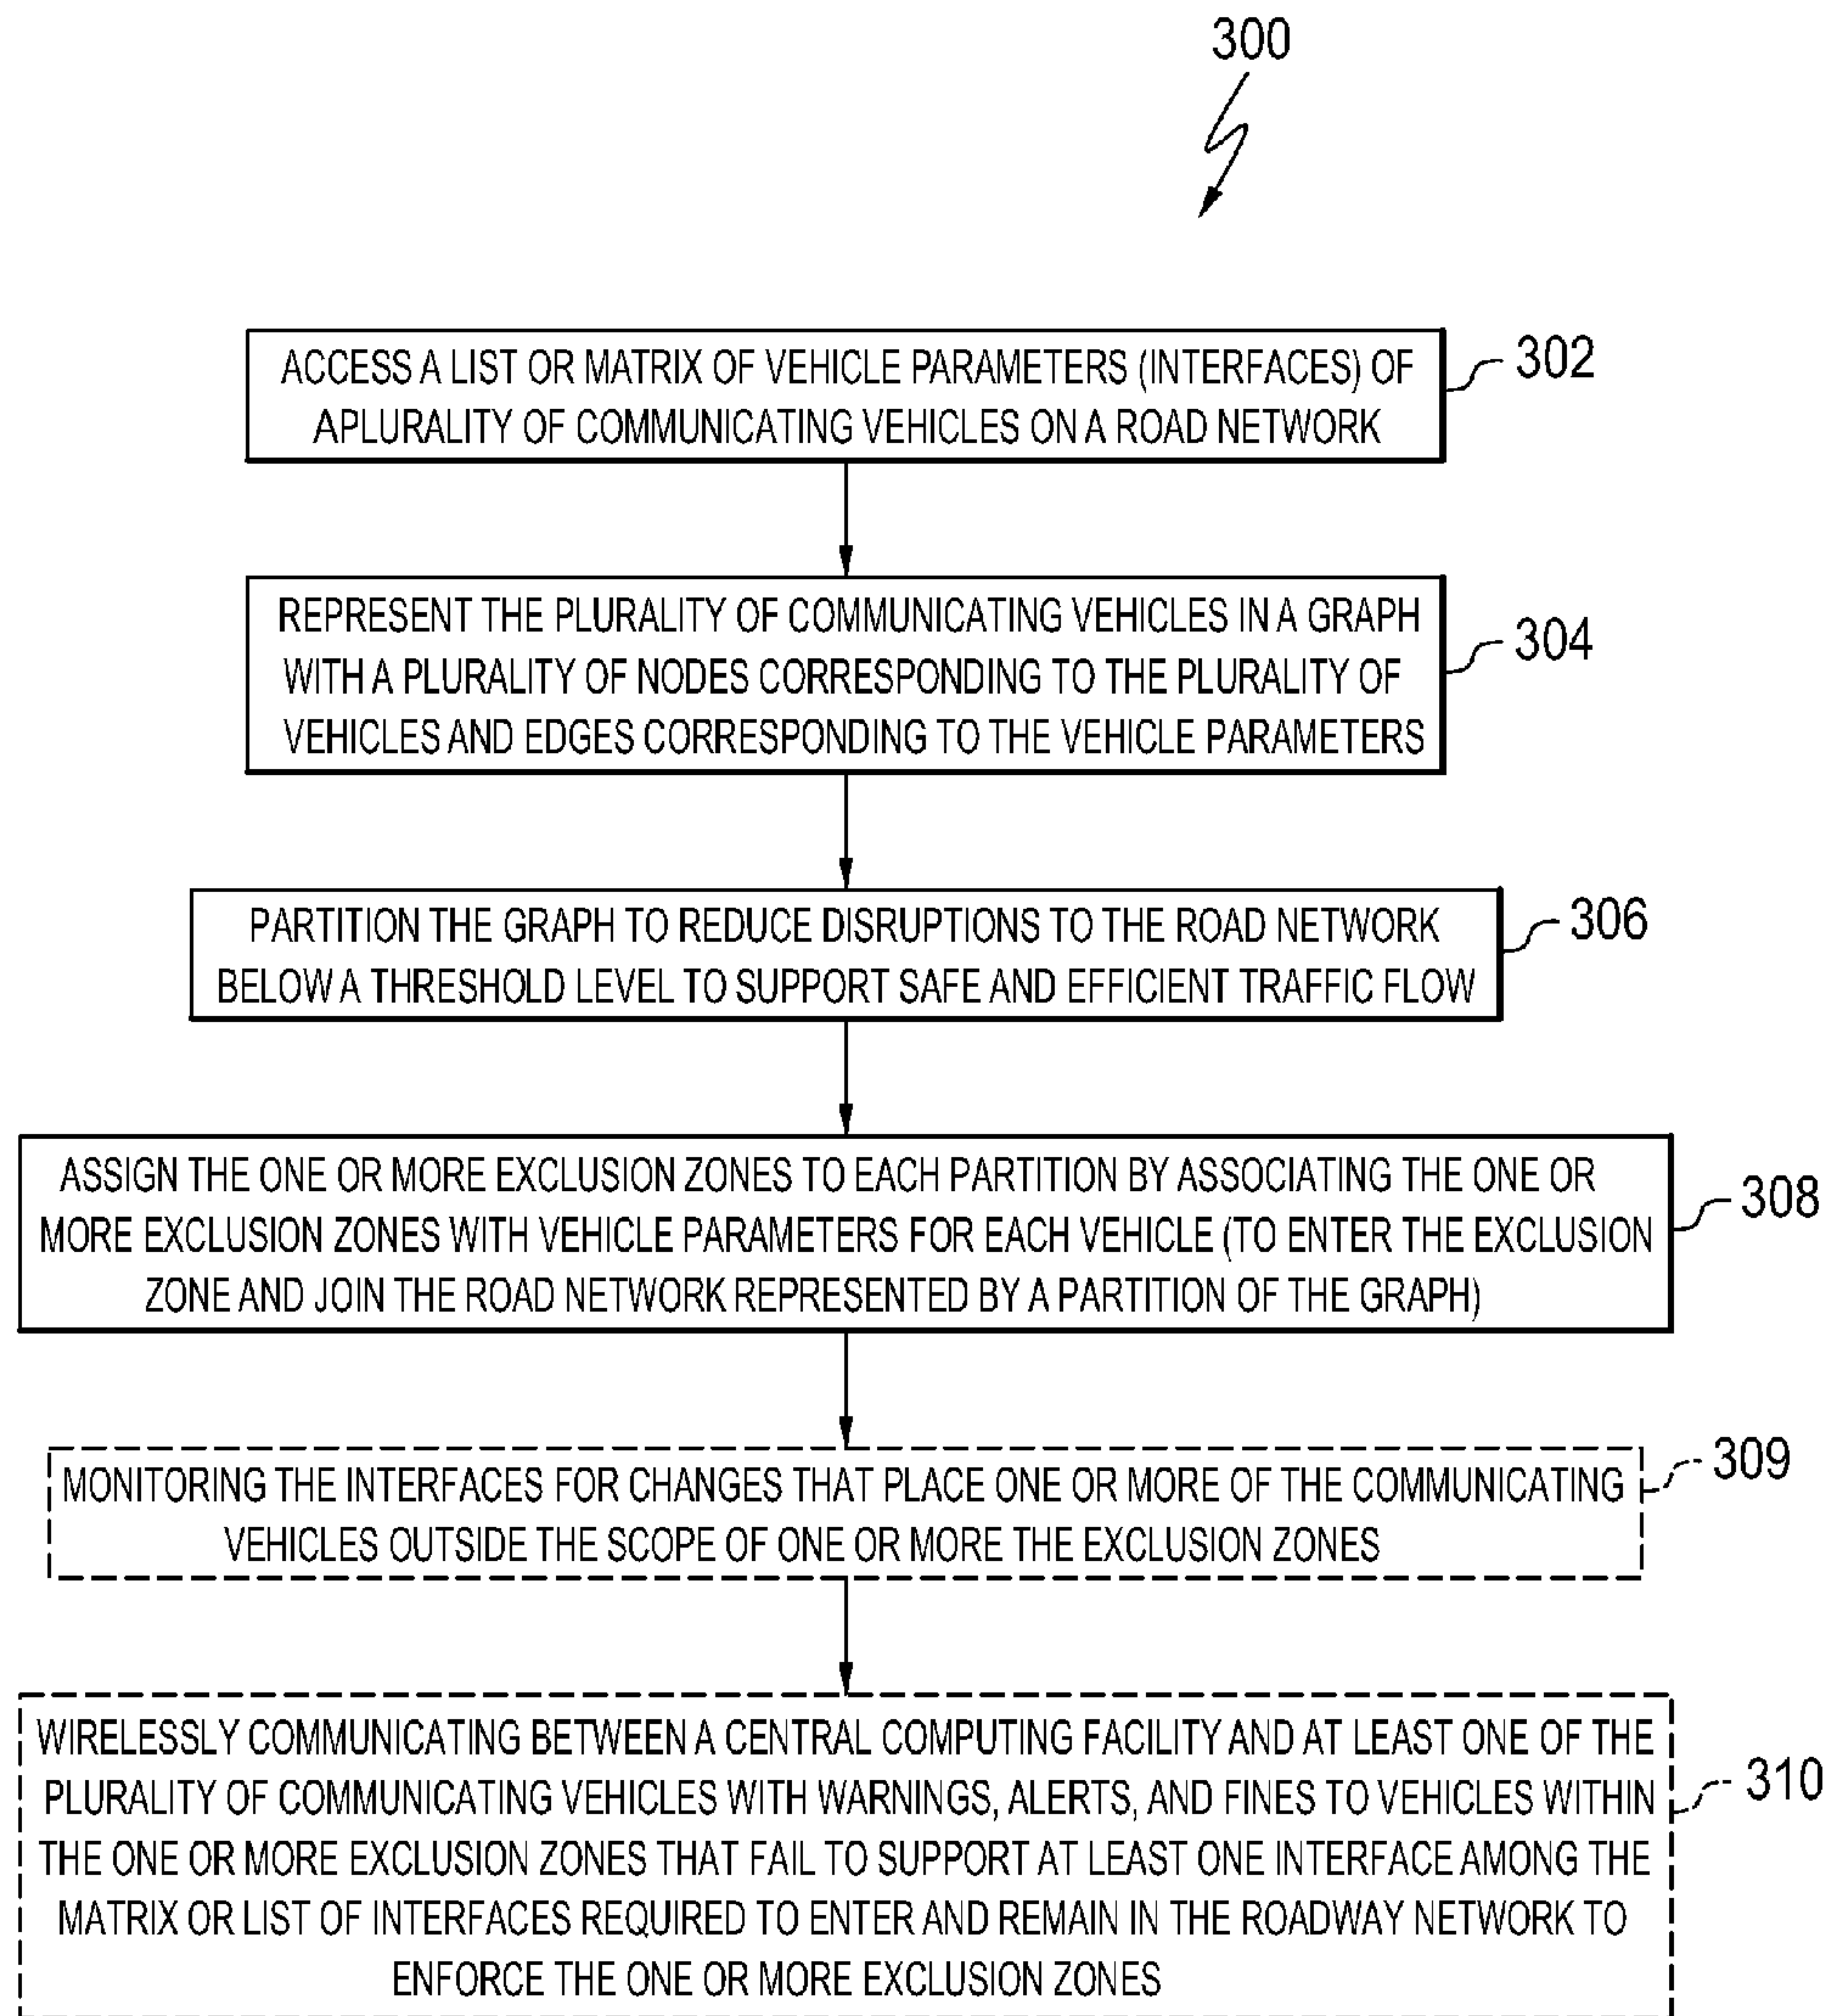 300
ACCESS A LIST OR MATRIX OF VEHICLE PARAMETERS (INTERFACES) OF
APLURALITY OF COMMUNICATING VEHICLES ON A ROAD NETWORK
302
REPRESENT THE PLURALITY OF COMMUNICATING VEHICLES IN A GRAPH
WITH A PLURALITY OF NODES CORRESPONDING TO THE PLURALITY OF
VEHICLES AND EDGES CORRESPONDING TO THE VEHICLE PARAMETERS
304
PARTITION THE GRAPH TO REDUCE DISRUPTIONS TO THE ROAD NETWORK
BELOW A THRESHOLD LEVEL TO SUPPORT SAFE AND EFFICIENT TRAFFIC FLOW
306
ASSIGN THE ONE OR MORE EXCLUSION ZONES TO EACH PARTITION BY ASSOCIATING THE ONE OR
MORE EXCLUSION ZONES WITH VEHICLE PARAMETERS FOR EACH VEHICLE (TO ENTER THE EXCLUSION
ZONE AND JOIN THE ROAD NETWORK REPRESENTED BY A PARTITION OF THE GRAPH)
308
MONITORING THE INTERFACES FOR CHANGES THAT PLACE ONE OR MORE OF THE COMMUNICATING
VEHICLES OUTSIDE THE SCOPE OF ONE OR MORE THE EXCLUSION ZONES
309
WIRELESSLY COMMUNICATING BETWEEN A CENTRAL COMPUTING FACILITY AND AT LEAST ONE OF THE
PLURALITY OF COMMUNICATING VEHICLES WITH WARNINGS, ALERTS, AND FINES TO VEHICLES WITHIN
THE ONE OR MORE EXCLUSION ZONES THAT FAIL TO SUPPORT AT LEAST ONE INTERFACE AMONG THE
MATRIX OR LIST OF INTERFACES REQUIRED TO ENTER AND REMAIN IN THE ROADWAY NETWORK TO
ENFORCE THE ONE OR MORE EXCLUSION ZONES
310